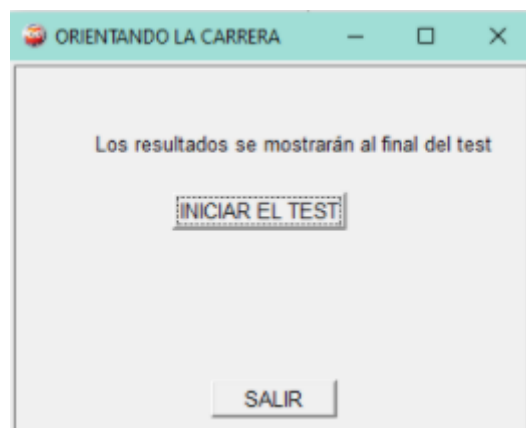 ORIENTANDO LA CARRERA
Los resultados se mostrarán al final del test
INICIAR EL TEST
SALIR